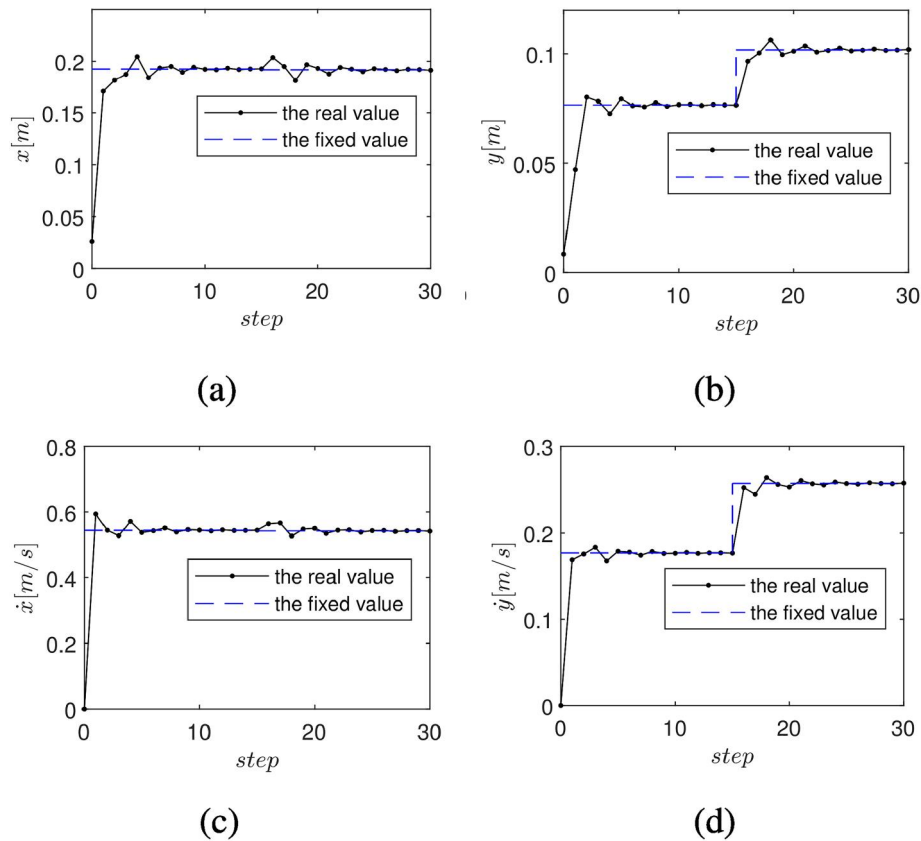 0.2
0.15
0.1
0.05
0
x[m]
the real value
the fixed value
0 10 20 30
step
(a)
0.1
0.05
0
y[m]
the real value
the fixed value
0 10 20 30
step
(b)
0.8
0.6
0.4
0.2
0
ẋ[m/s]
the real value
the fixed value
0 10 20 30
step
(c)
0.3
0.2
0.1
0
ẏ[m/s]
the real value
the fixed value
0 10 20 30
step
(d)